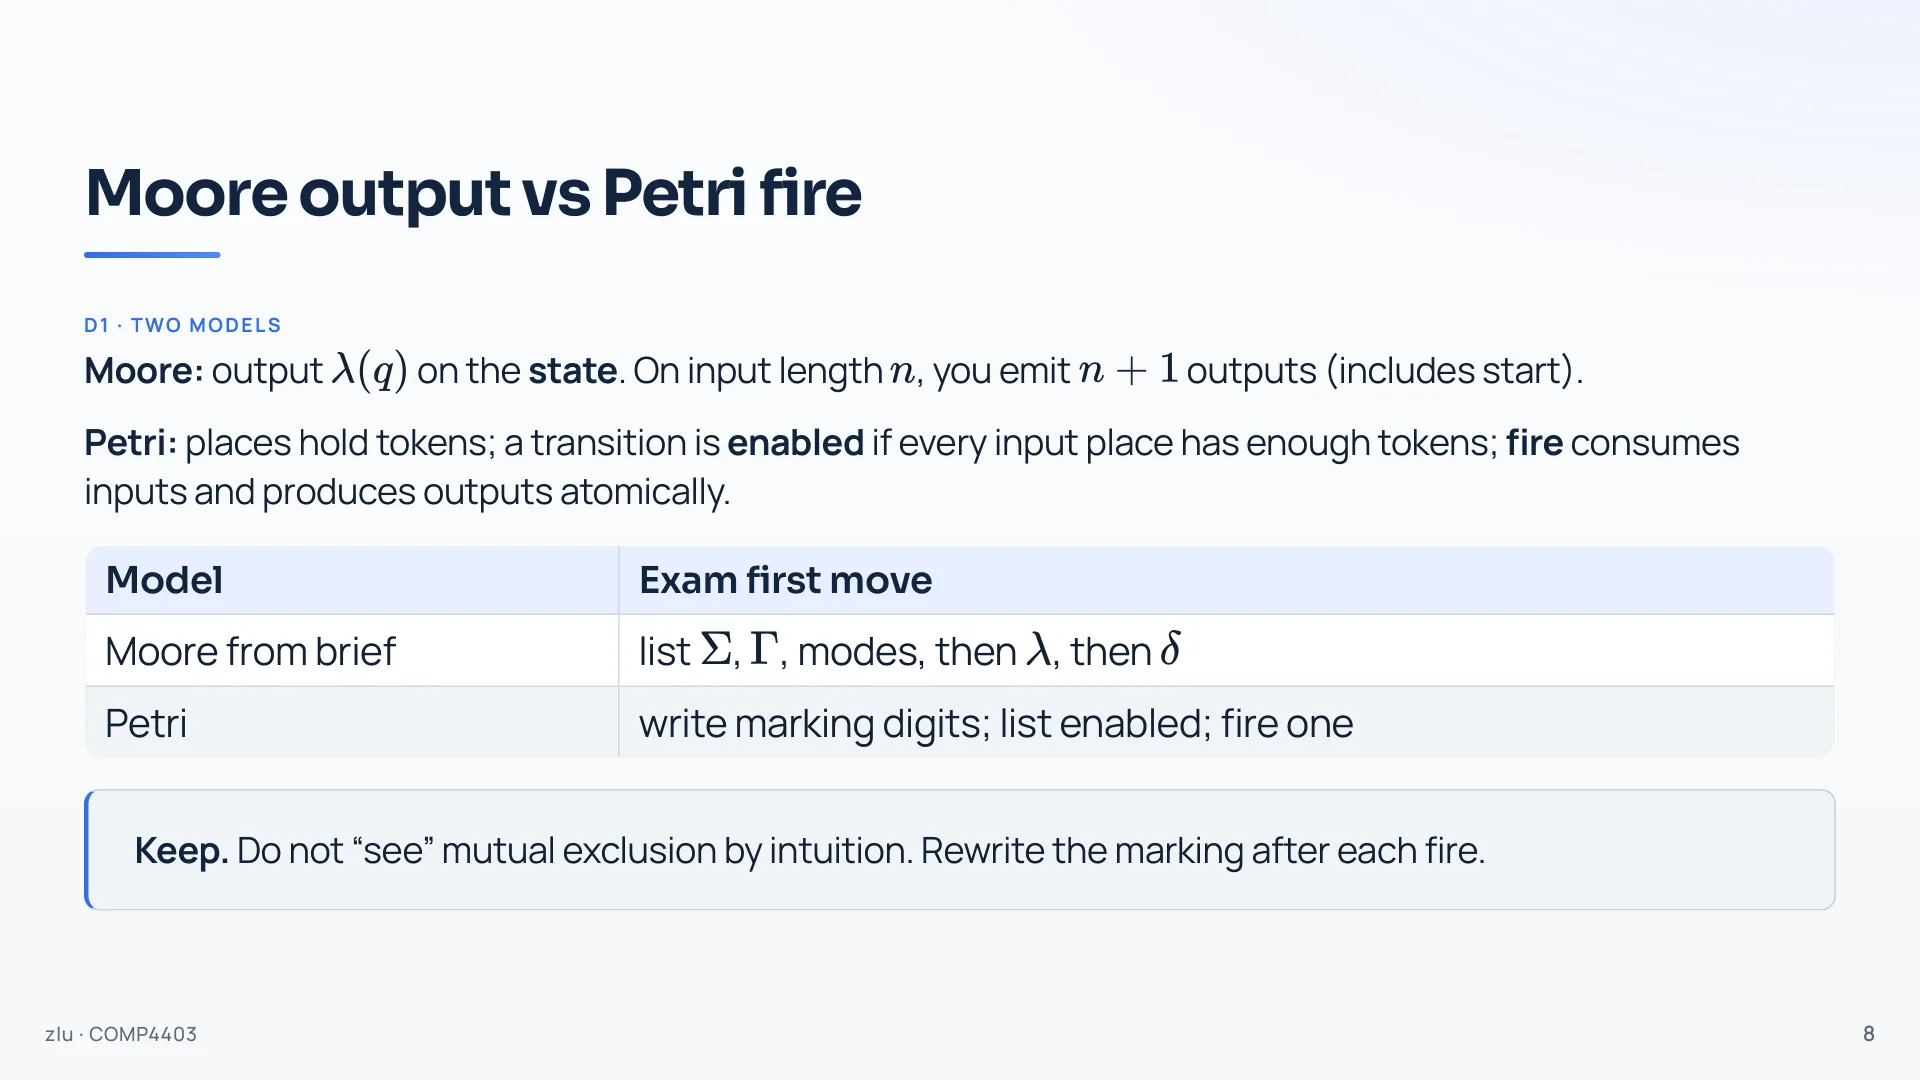 Moore output vs Petri fire
D1 · TWO MODELS
Moore: output λ(q) on the state. On input length n, you emit n + 1 outputs (includes start).
Petri: places hold tokens; a transition is enabled if every input place has enough tokens; fire consumes
inputs and produces outputs atomically.
Model
Exam first move
Moore from brief
list Σ, Γ, modes, then λ, then δ
Petri
write marking digits; list enabled; fire one
Keep. Do not “see” mutual exclusion by intuition. Rewrite the marking after each fire.
zlu · COMP4403
8